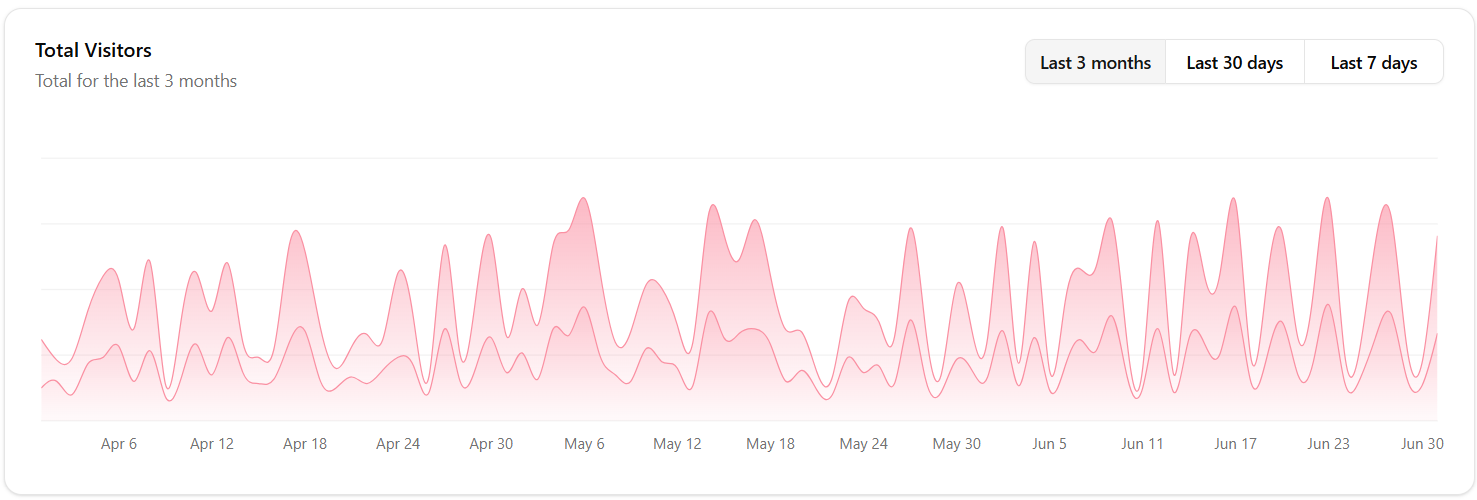 Total Visitors
Total for the last 3 months
Last 3 months
Last 30 days
Last 7 days
Apr 6 Apr 12 Apr 18 Apr 24 Apr 30 May 6 May 12 May 18 May 24 May 30 Jun 5 Jun 11 Jun 17 Jun 23 Jun 30